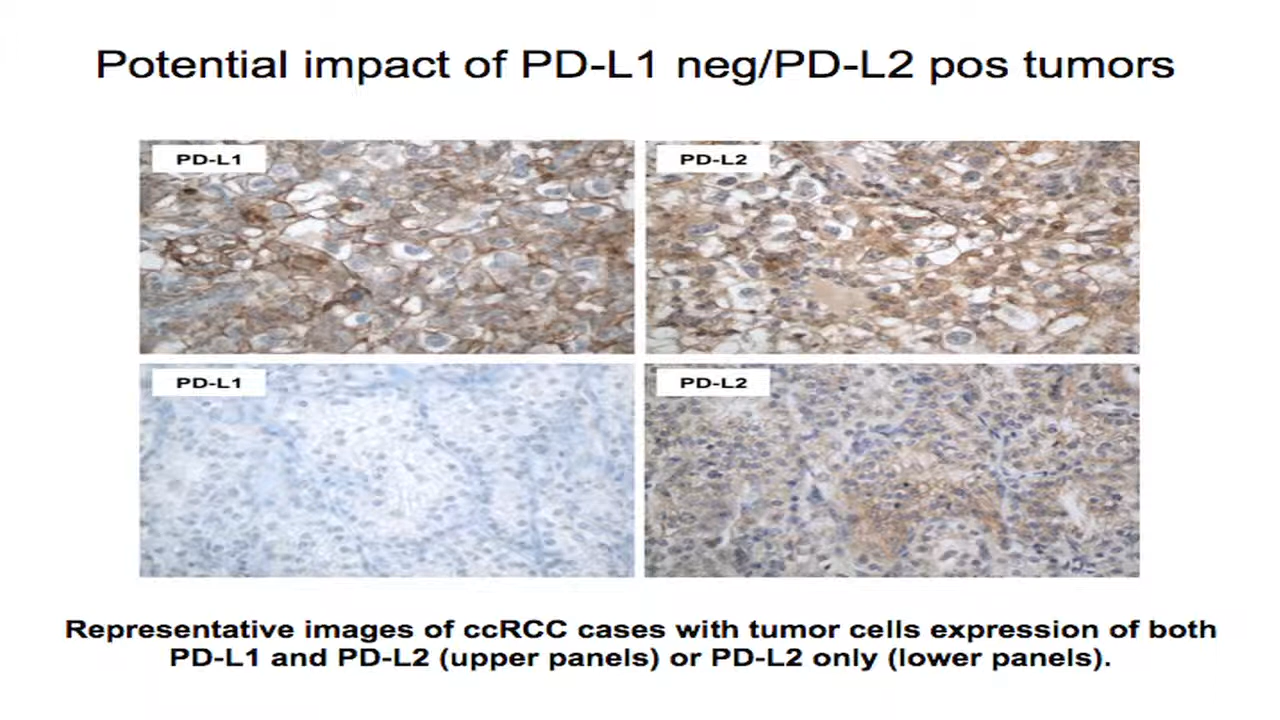 Potential impact of PD-L1 neg/PD-L2 pos tumors
PD-L1
PD-L2
PD-L1
PD-L2
Representative images of ccRCC cases with tumor cells expression of both
PD-L1 and PD-L2 (upper panels) or PD-L2 only (lower panels).